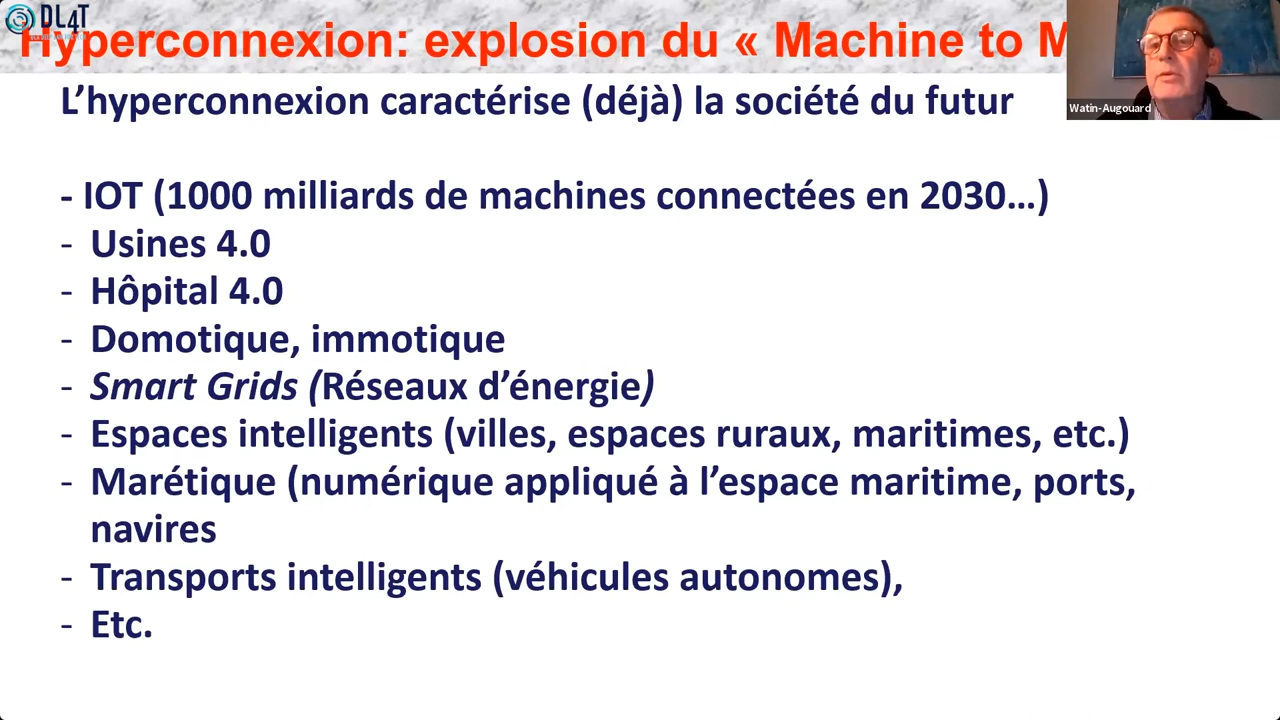 DL4T
Hyperconnexion: explosion du « Machine to M
Watin-Augouard
L’hyperconnexion caractérise (déjà) la société du futur
- IOT (1000 milliards de machines connectées en 2030…)
- Usines 4.0
- Hôpital 4.0
- Domotique, immotique
- Smart Grids (Réseaux d’énergie)
- Espaces intelligents (villes, espaces ruraux, maritimes, etc.)
- Marétique (numérique appliqué à l’espace maritime, ports,
navires
- Transports intelligents (véhicules autonomes),
- Etc.